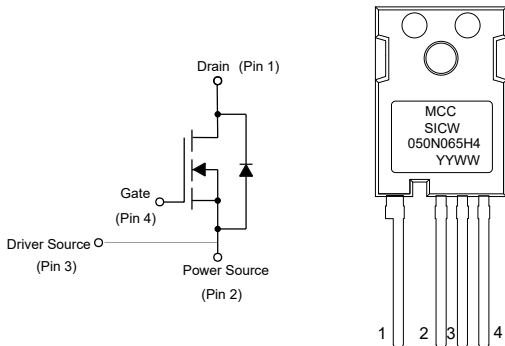 Drain (Pin 1)
Gate
(Pin 4)
Driver Source
(Pin 3)
Power Source
(Pin 2)
MCC
SICW
050N065H4
YYWW
1 2 3 4